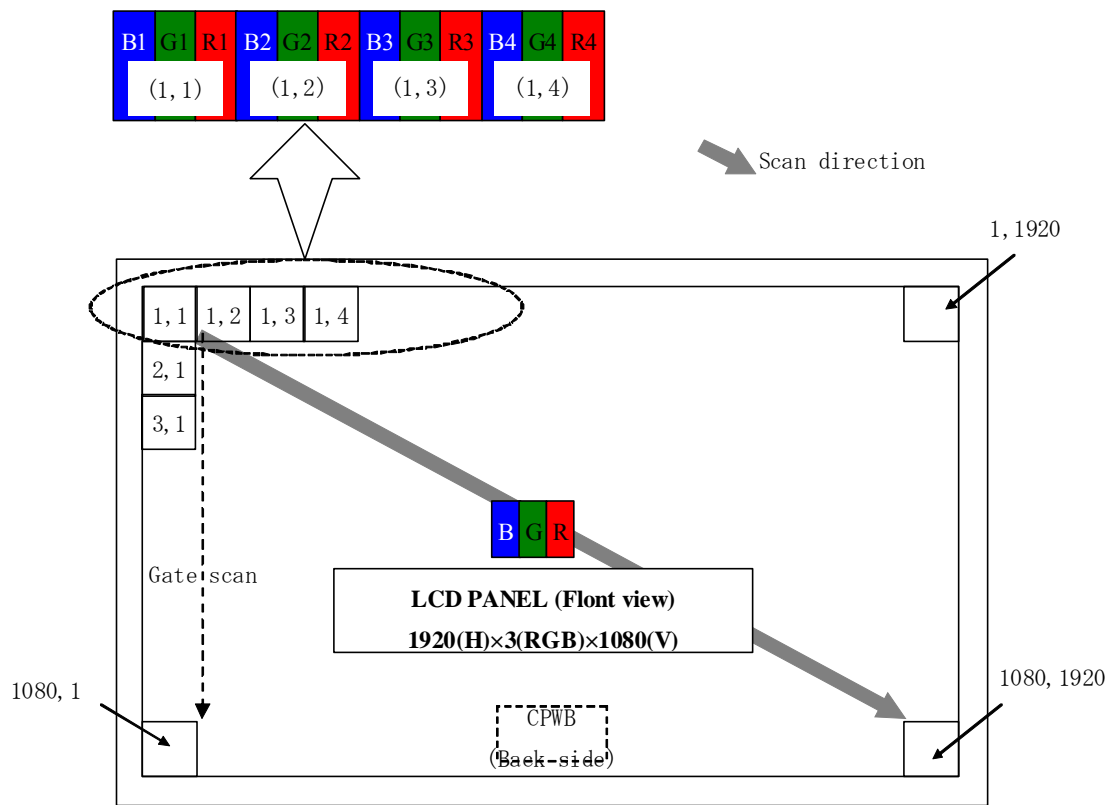 B1 G1 R1 B2 G2 R2 B3 G3 R3 B4 G4 R4
(1,1) (1,2) (1,3) (1,4)
Scan direction
1,1920
1,1 1,2 1,3 1,4
2,1
3,1
B G R
Gate scan
LCD PANEL (Flont view)
1920(H)×3(RGB)×1080(V)
1080,1
1080,1920
CPWB
(Back-side)